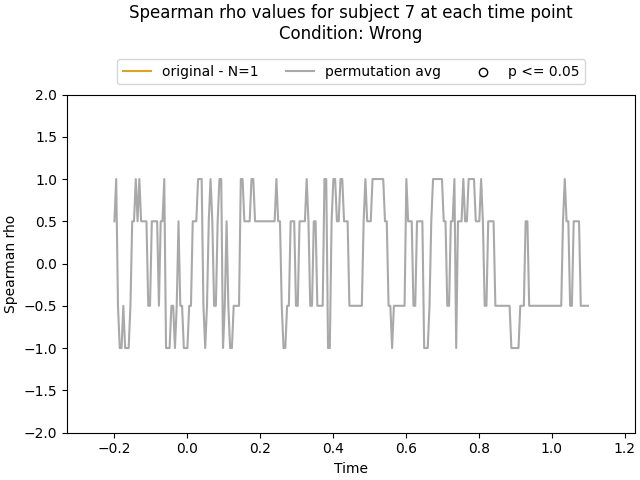 Spearman rho values for subject 7 at each time point
Condition: Wrong
original - N=1 permutation avg p <= 0.05
2.0
1.5
1.0
0.5
0.0
−0.5
−1.0
−1.5
−2.0
Spearman rho
−0.2 0.0 0.2 0.4 0.6 0.8 1.0 1.2
Time